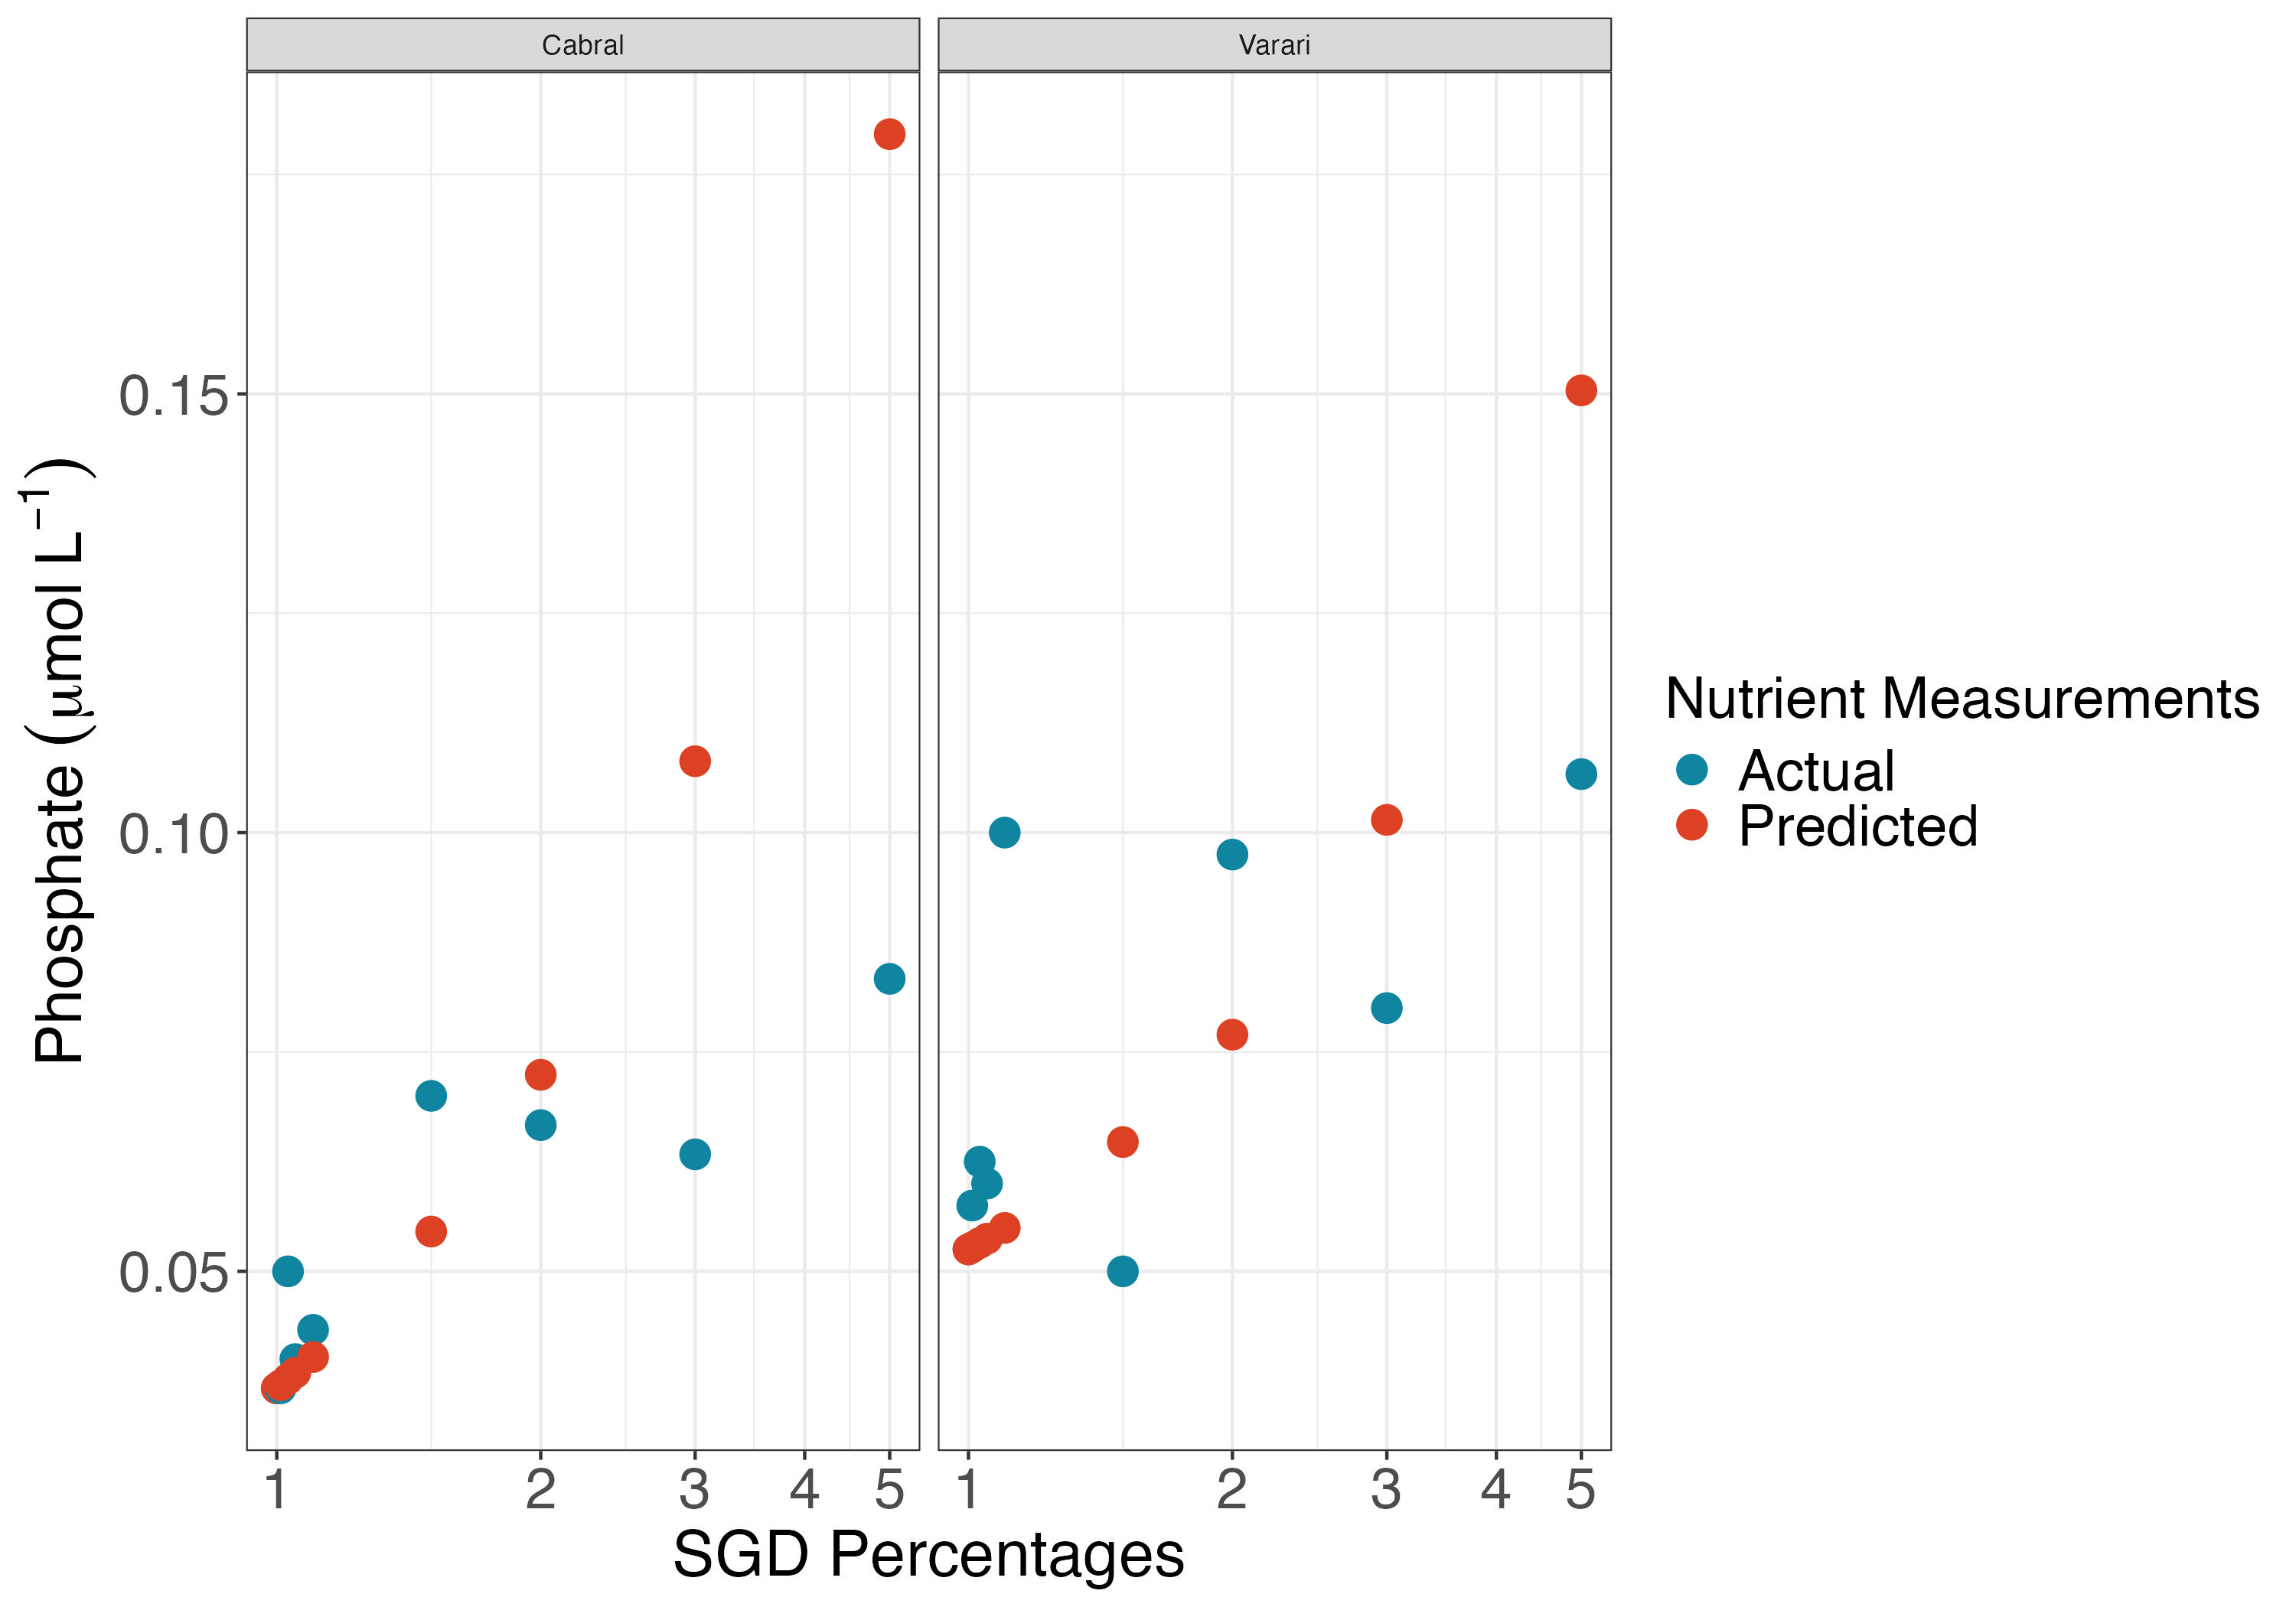 Cabral
Varari
Phosphate (μmol L⁻¹)
0.15
0.10
0.05
1 2 3 4 5
1 2 3 4 5
SGD Percentages
Nutrient Measurements
Actual
Predicted